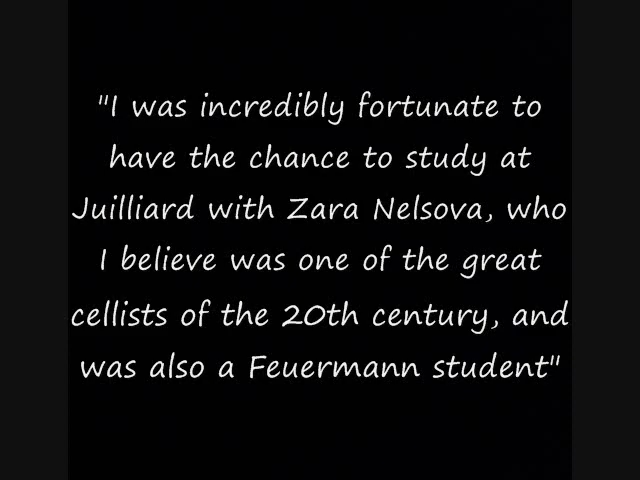 "I was incredibly fortunate to
have the chance to study at
Juilliard with Zara Nelsova, who
I believe was one of the great
cellists of the 20th century, and
was also a Feuermann student"